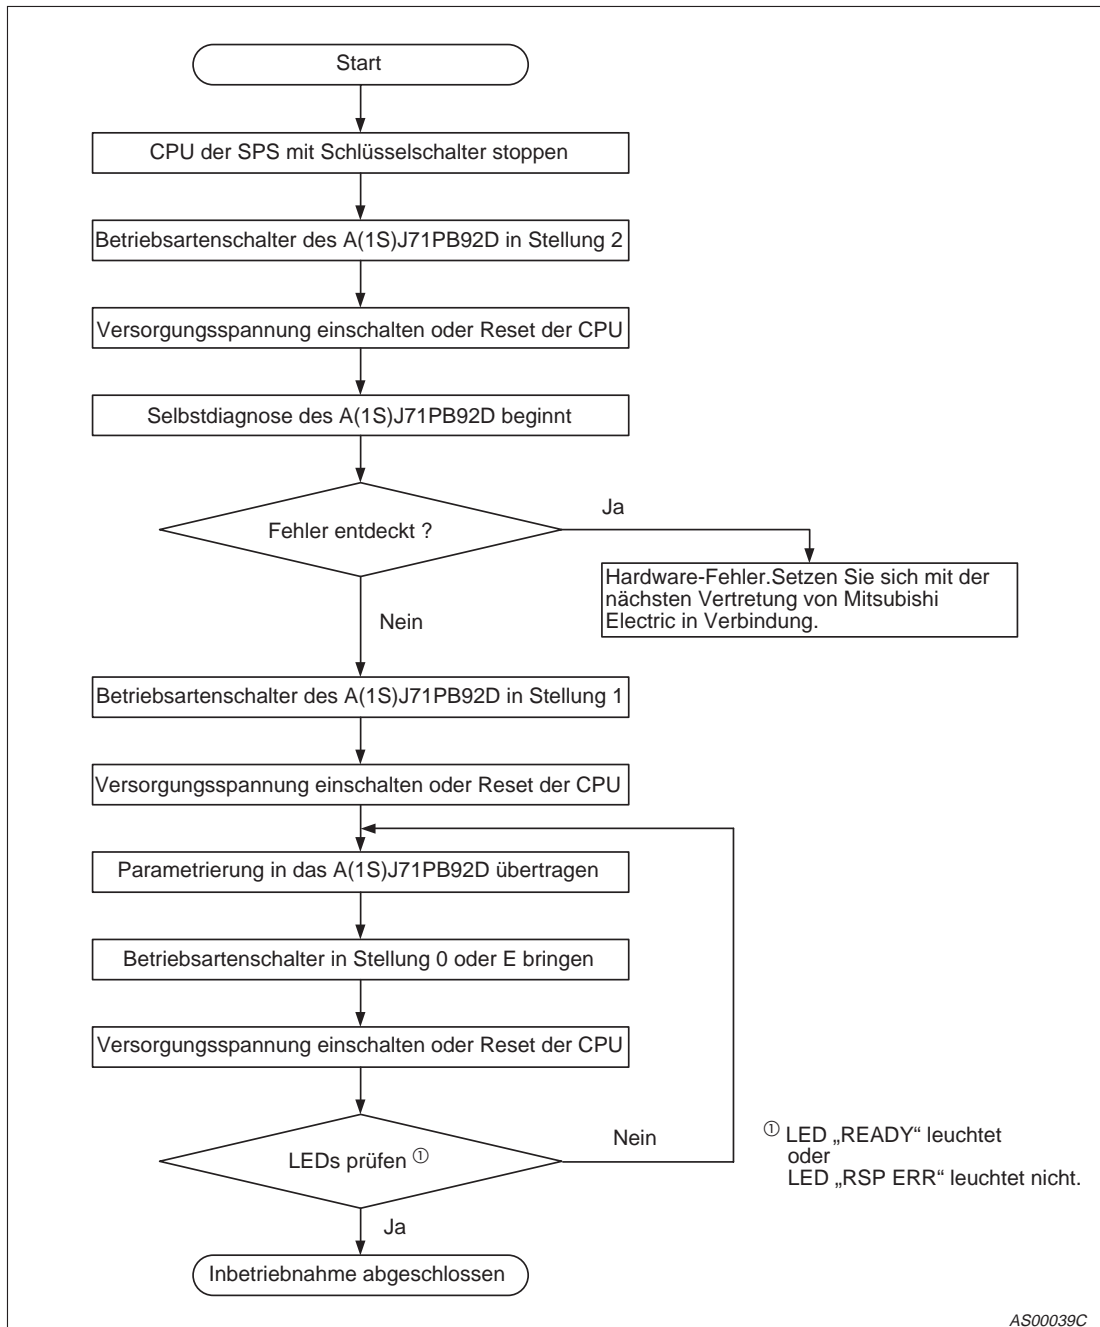 Start
CPU der SPS mit Schlüsselschalter stoppen
Betriebsartenschalter des A(1S)J71PB92D in Stellung 2
Versorgungsspannung einschalten oder Reset der CPU
Selbstdiagnose des A(1S)J71PB92D beginnt
Fehler entdeckt ?
Ja
Hardware-Fehler.Setzen Sie sich mit der
nächsten Vertretung von Mitsubishi
Electric in Verbindung.
Nein
Betriebsartenschalter des A(1S)J71PB92D in Stellung 1
Versorgungsspannung einschalten oder Reset der CPU
Parametrierung in das A(1S)J71PB92D übertragen
Betriebsartenschalter in Stellung 0 oder E bringen
Versorgungsspannung einschalten oder Reset der CPU
LEDs prüfen ①
Nein
① LED „READY“ leuchtet
oder
LED „RSP ERR“ leuchtet nicht.
Ja
Inbetriebnahme abgeschlossen
AS00039C